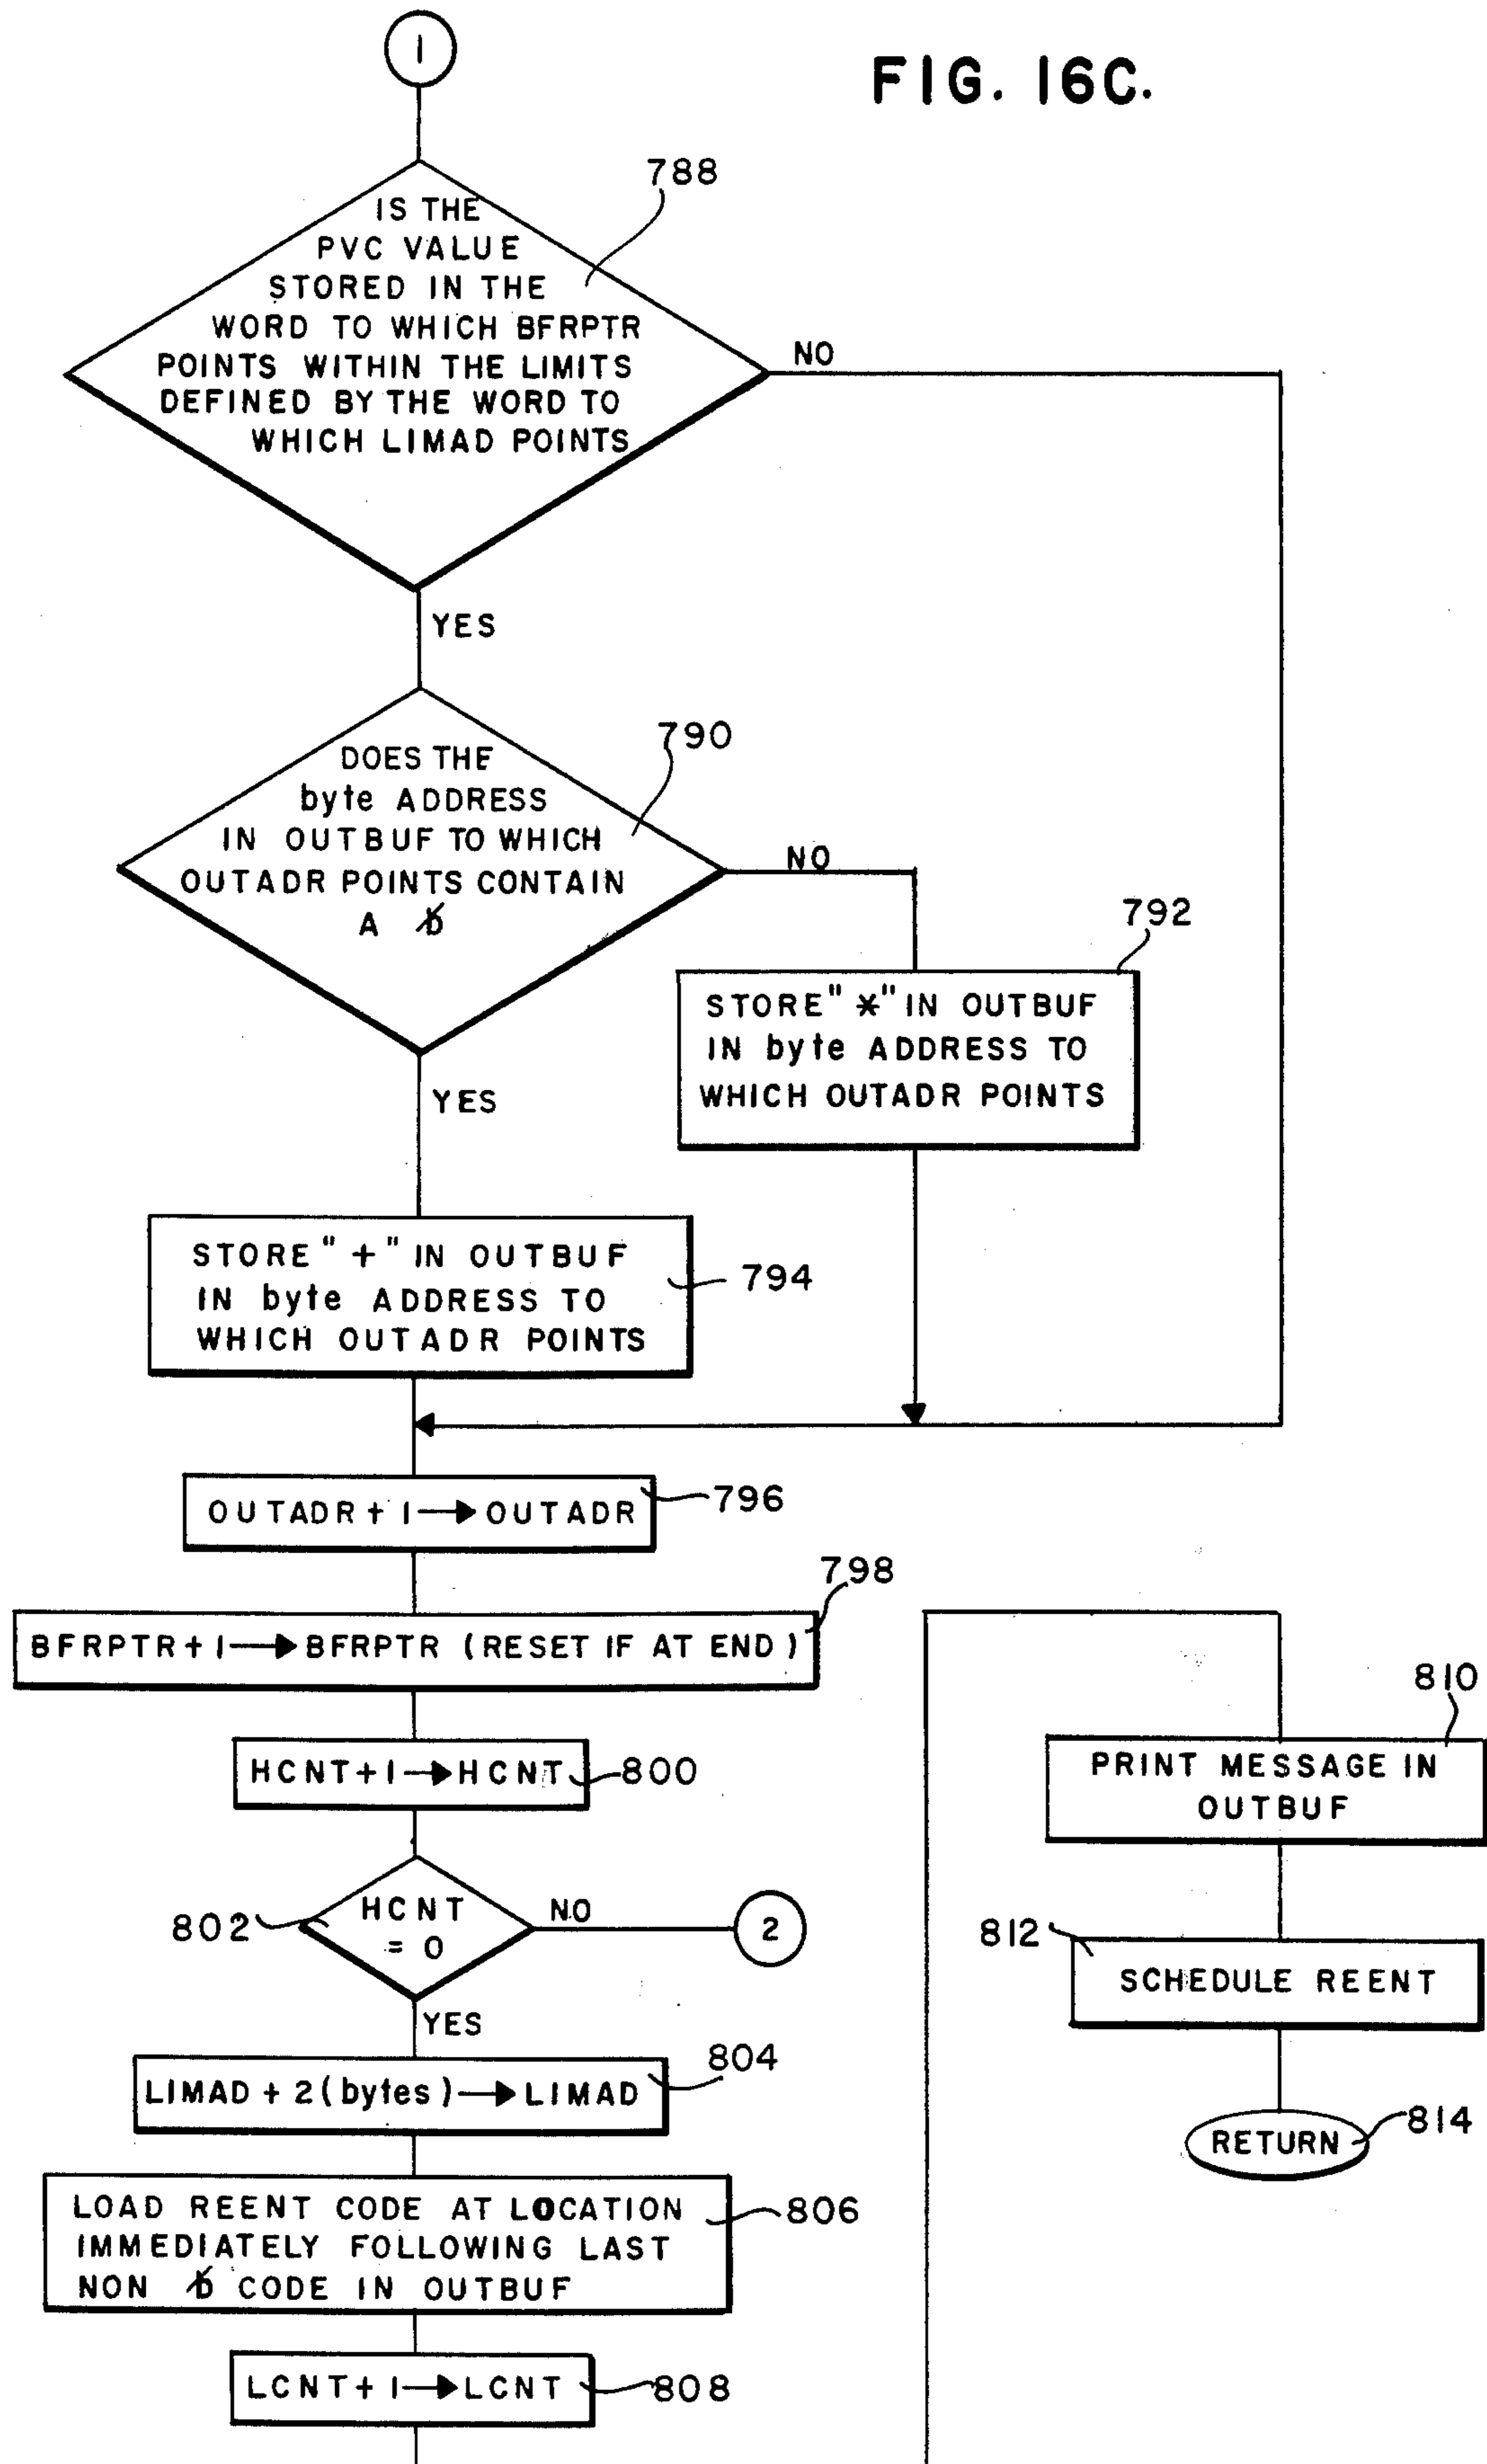 1
FIG. 16C.
788
IS THE
PVC VALUE
STORED IN THE
WORD TO WHICH BFRPTR
POINTS WITHIN THE LIMITS
DEFINED BY THE WORD TO
WHICH LIMAD POINTS
NO
YES
790
DOES THE
byte ADDRESS
IN OUTBUF TO WHICH
OUTADR POINTS CONTAIN
A ƀ
NO
YES
792
STORE "*" IN OUTBUF
IN byte ADDRESS TO
WHICH OUTADR POINTS
STORE "+" IN OUTBUF
IN byte ADDRESS TO
WHICH OUTADR POINTS
794
OUTADR + 1 → OUTADR
796
798
BFRPTR + 1 → BFRPTR (RESET IF AT END)
HCNT + 1 → HCNT
800
802
HCNT
= 0
NO
2
YES
804
LIMAD + 2 (bytes) → LIMAD
LOAD REENT CODE AT LOCATION
IMMEDIATELY FOLLOWING LAST
NON ƀ CODE IN OUTBUF
806
LCNT + 1 → LCNT
808
810
PRINT MESSAGE IN
OUTBUF
812
SCHEDULE REENT
RETURN
814